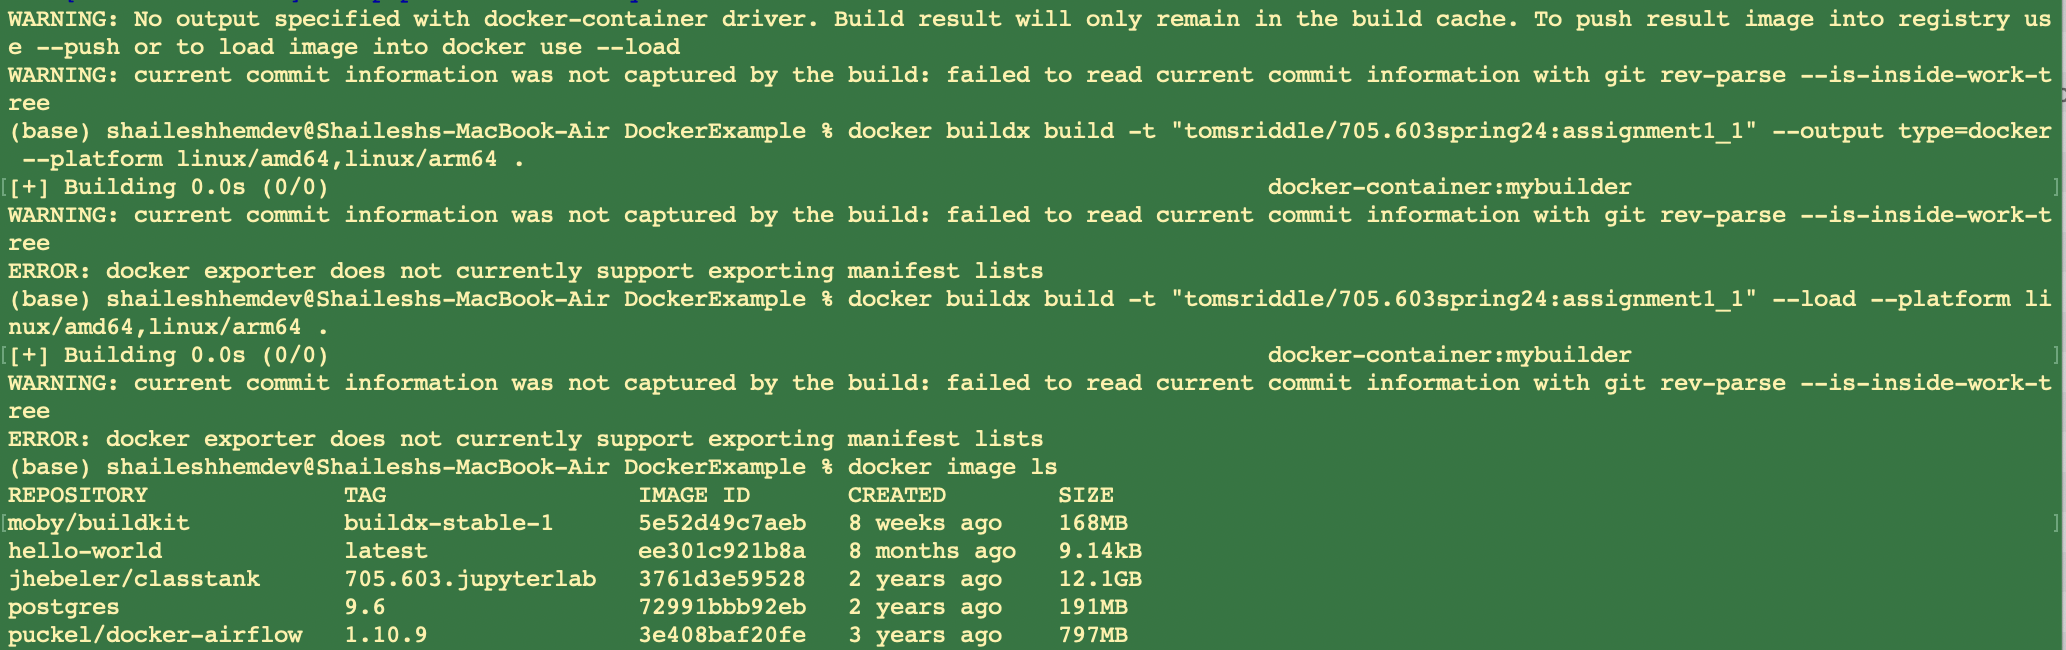 WARNING: No output specified with docker-container driver. Build result will only remain in the build cache. To push result image into registry us
e --push or to load image into docker use --load
WARNING: current commit information was not captured by the build: failed to read current commit information with git rev-parse --is-inside-work-t
ree
(base) shaileshhemdev@Shaileshs-MacBook-Air DockerExample % docker buildx build -t "tomsriddle/705.603spring24:assignment1_1" --output type=docker
 --platform linux/amd64,linux/arm64 .
[[+] Building 0.0s (0/0) docker-container:mybuilder ]
WARNING: current commit information was not captured by the build: failed to read current commit information with git rev-parse --is-inside-work-t
ree
ERROR: docker exporter does not currently support exporting manifest lists
(base) shaileshhemdev@Shaileshs-MacBook-Air DockerExample % docker buildx build -t "tomsriddle/705.603spring24:assignment1_1" --load --platform li
nux/amd64,linux/arm64 .
[[+] Building 0.0s (0/0) docker-container:mybuilder ]
WARNING: current commit information was not captured by the build: failed to read current commit information with git rev-parse --is-inside-work-t
ree
ERROR: docker exporter does not currently support exporting manifest lists
(base) shaileshhemdev@Shaileshs-MacBook-Air DockerExample % docker image ls
REPOSITORY TAG IMAGE ID CREATED SIZE
[moby/buildkit buildx-stable-1 5e52d49c7aeb 8 weeks ago 168MB ]
hello-world latest ee301c921b8a 8 months ago 9.14kB
jhebeler/classtank 705.603.jupyterlab 3761d3e59528 2 years ago 12.1GB
postgres 9.6 72991bbb92eb 2 years ago 191MB
puckel/docker-airflow 1.10.9 3e408baf20fe 3 years ago 797MB